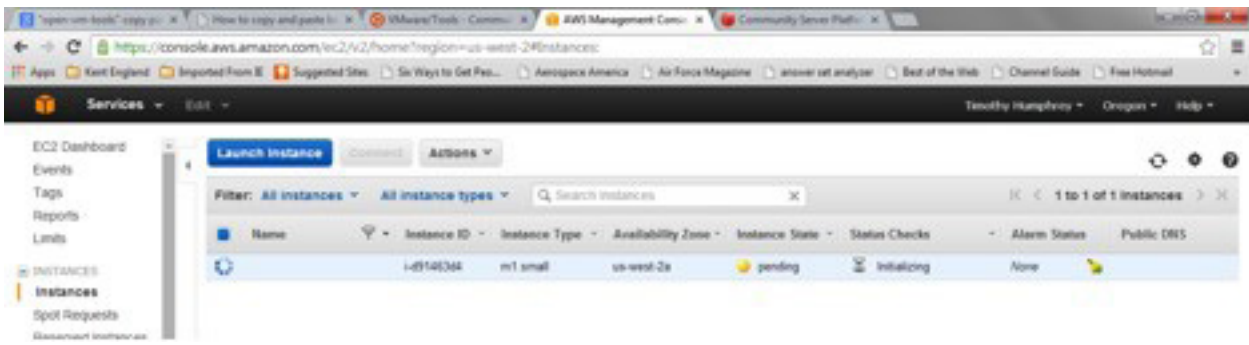 "open-vm-tools" copy p How to copy and paste b VMwareTools - Commu AWS Management Conso Community Server Platfo
https://console.aws.amazon.com/ec2/v2/home?region=us-west-2#Instances:
Apps Kent England Imported From IE Suggested Sites Six Ways to Get Peo... Aerospace America Air Force Magazine answer set analyzer Best of the Web Channel Guide Free Hotmail
Services Edit Timothy Humphrey Oregon Help
EC2 Dashboard
Events
Tags
Reports
Limits
INSTANCES
Instances
Spot Requests
Reserved Instances
Launch Instance Connect Actions
Filter: All instances All instance types Search Instances 1 to 1 of 1 Instances
Name Instance ID Instance Type Availability Zone Instance State Status Checks Alarm Status Public DNS
m1.small us-west-2a pending Initializing None